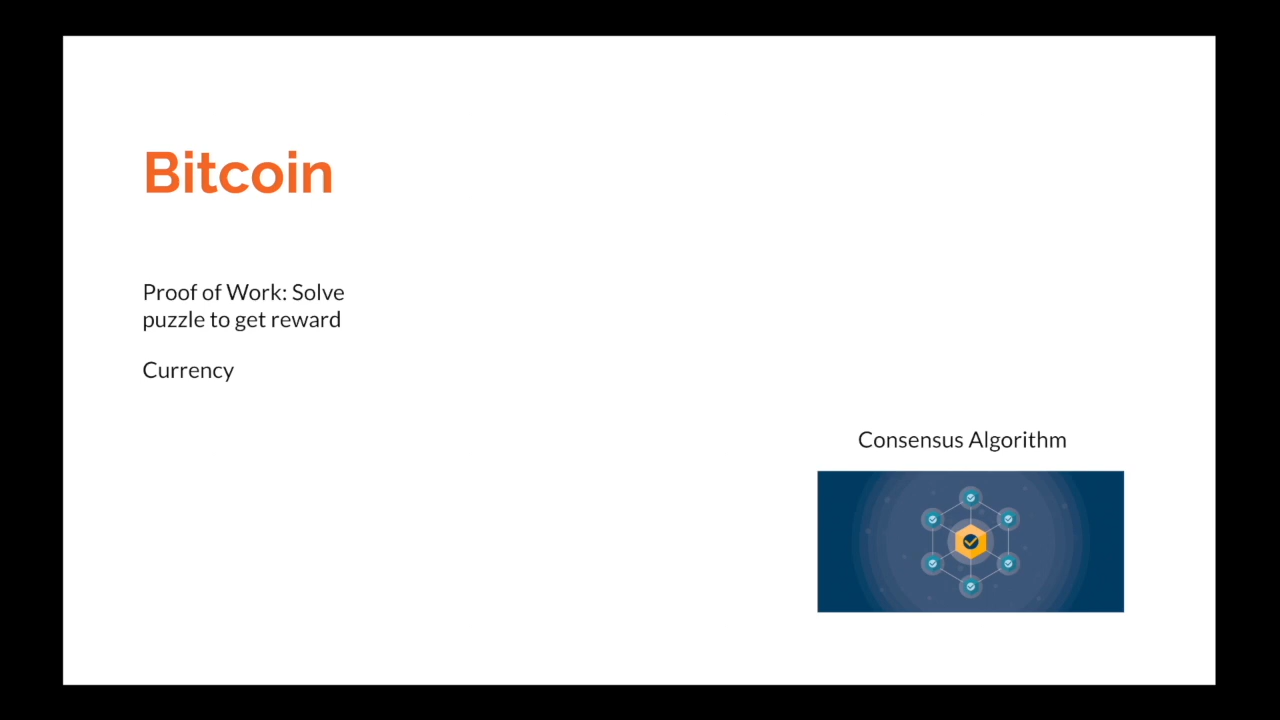 Bitcoin
Proof of Work: Solve
puzzle to get reward
Currency
Consensus Algorithm